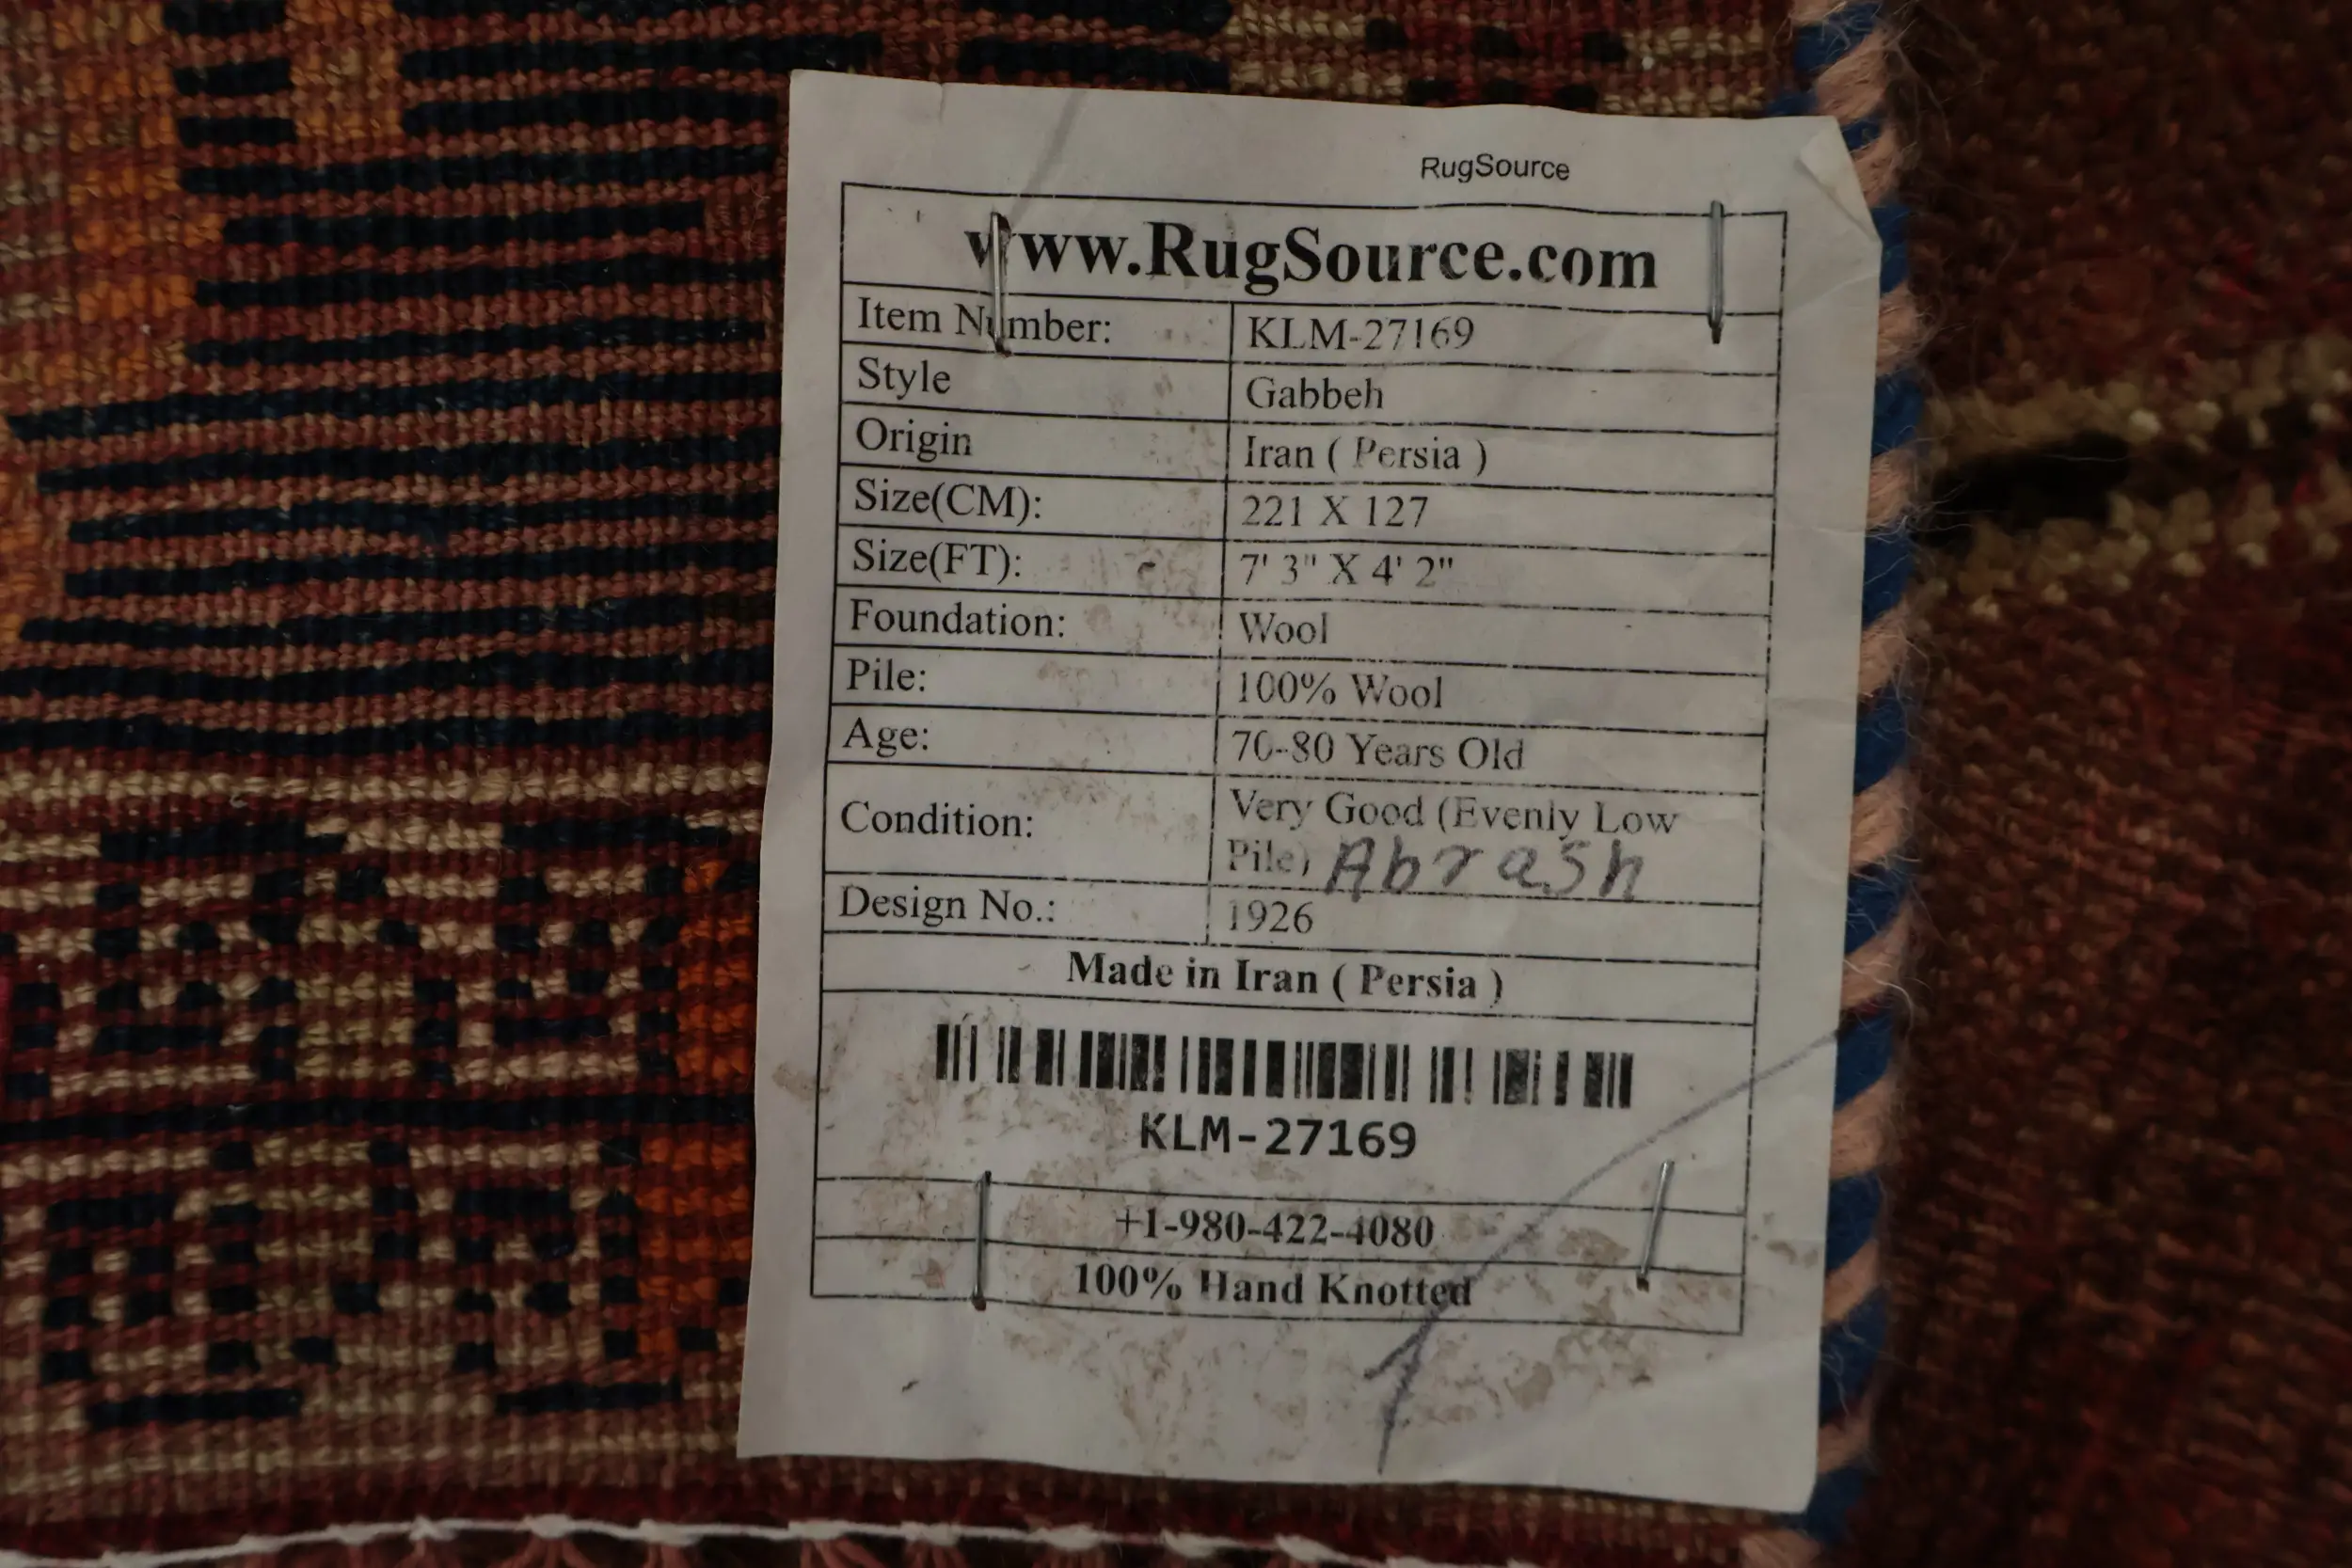 RugSource
www.RugSource.com
Item Number: KLM-27169
Style Gabbeh
Origin Iran ( Persia )
Size(CM): 221 X 127
Size(FT): 7' 3" X 4' 2"
Foundation: Wool
Pile: 100% Wool
Age: 70-80 Years Old
Condition: Very Good (Evenly Low
Pile) Abrash
Design No.: 1926
Made in Iran ( Persia )
KLM-27169
+1-980-422-4080
100% Hand Knotted